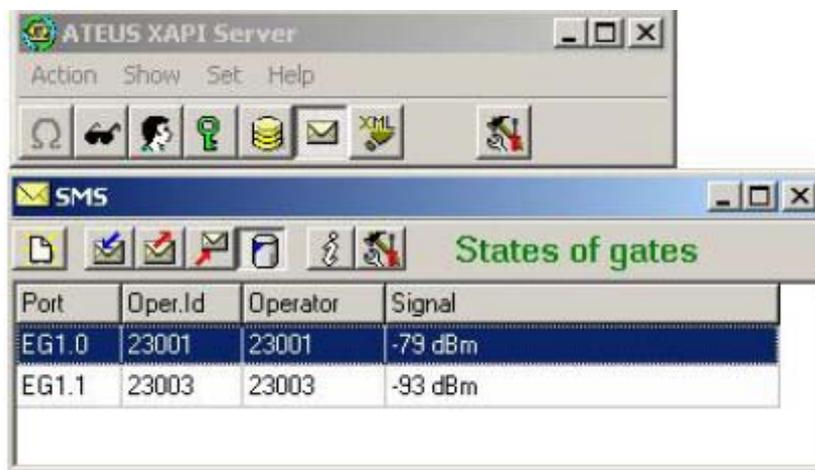 ATEUS XAPI Server
Action Show Set Help
XML
SMS
States of gates
Port Oper.Id Operator Signal
EG1.0 23001 23001 -79 dBm
EG1.1 23003 23003 -93 dBm